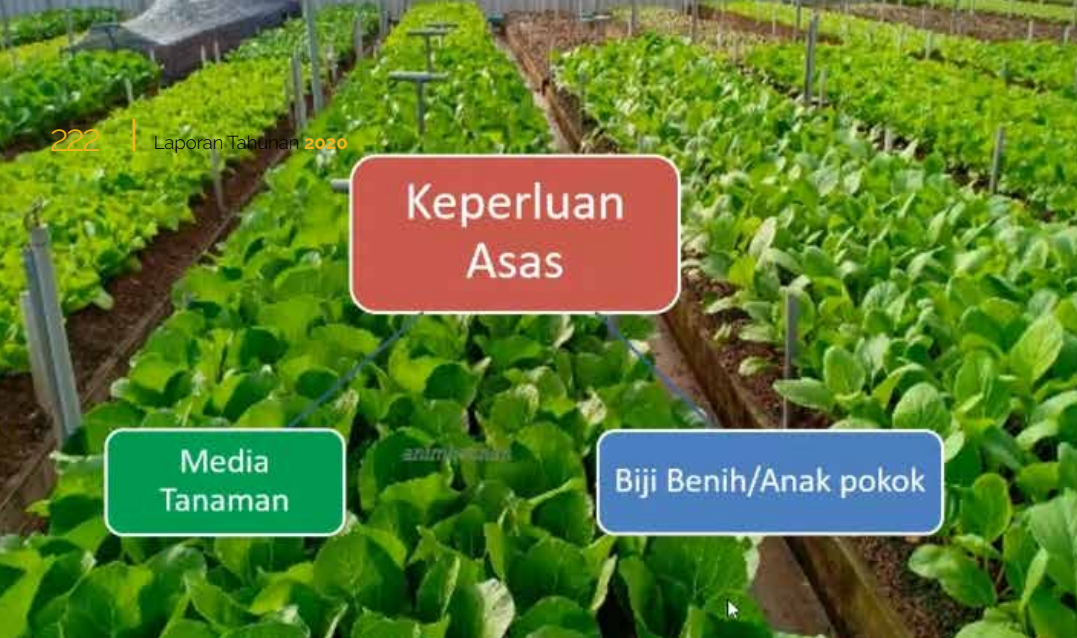 222 Laporan Tahunan 2020
Keperluan
Asas
Media
Tanaman
Biji Benih/Anak pokok